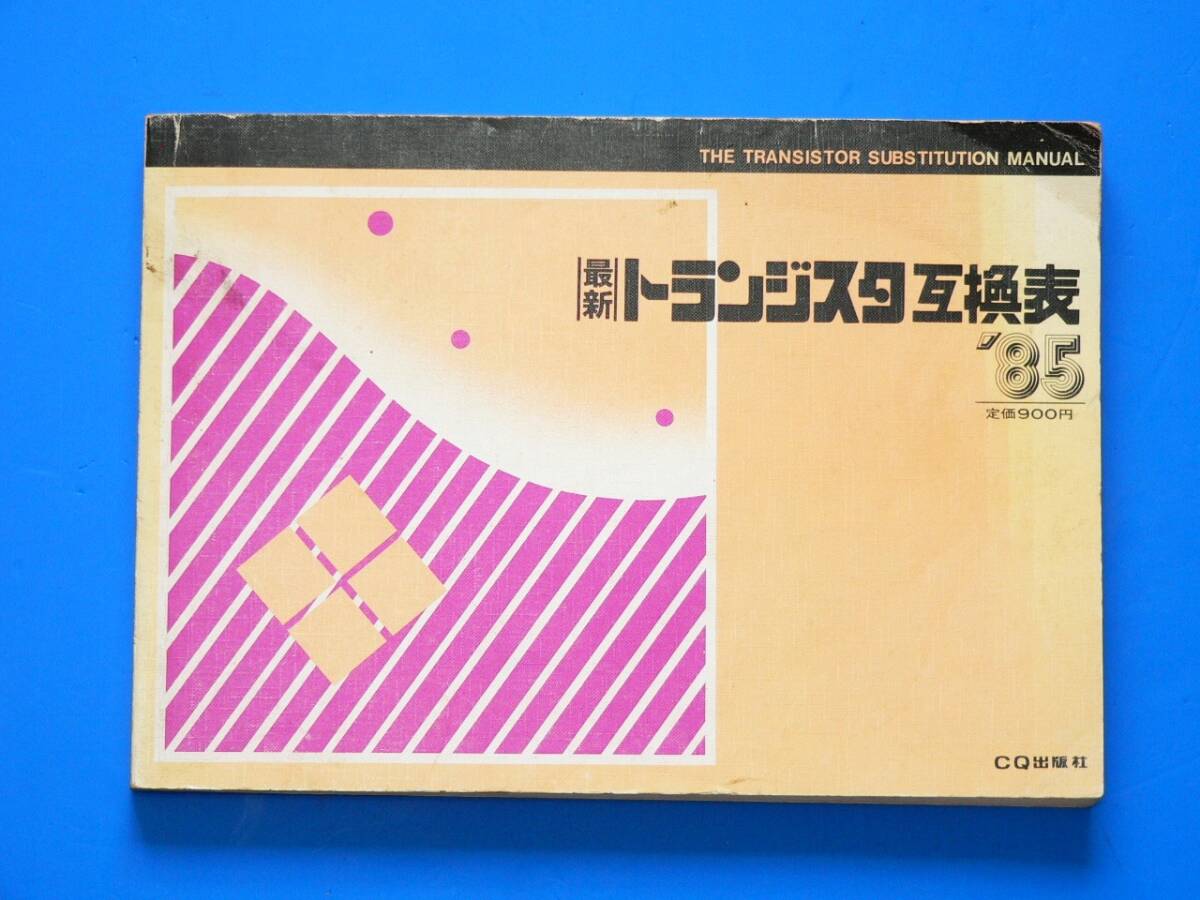 THE TRANSISTOR SUBSTITUTION MANUAL
最新トランジスタ互換表
'85
定価900円
CQ出版社